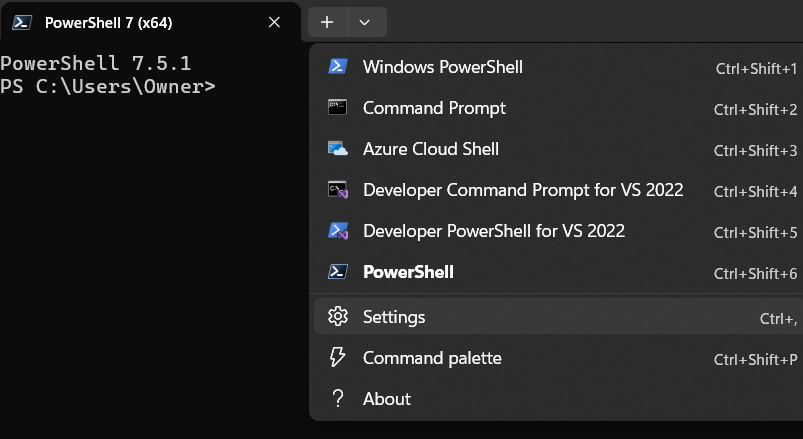 PowerShell 7 (x64)
PowerShell 7.5.1
PS C:\Users\Owner>
Windows PowerShell Ctrl+Shift+1
Command Prompt Ctrl+Shift+2
Azure Cloud Shell Ctrl+Shift+3
Developer Command Prompt for VS 2022 Ctrl+Shift+4
Developer PowerShell for VS 2022 Ctrl+Shift+5
PowerShell Ctrl+Shift+6
Settings Ctrl+,
Command palette Ctrl+Shift+P
About